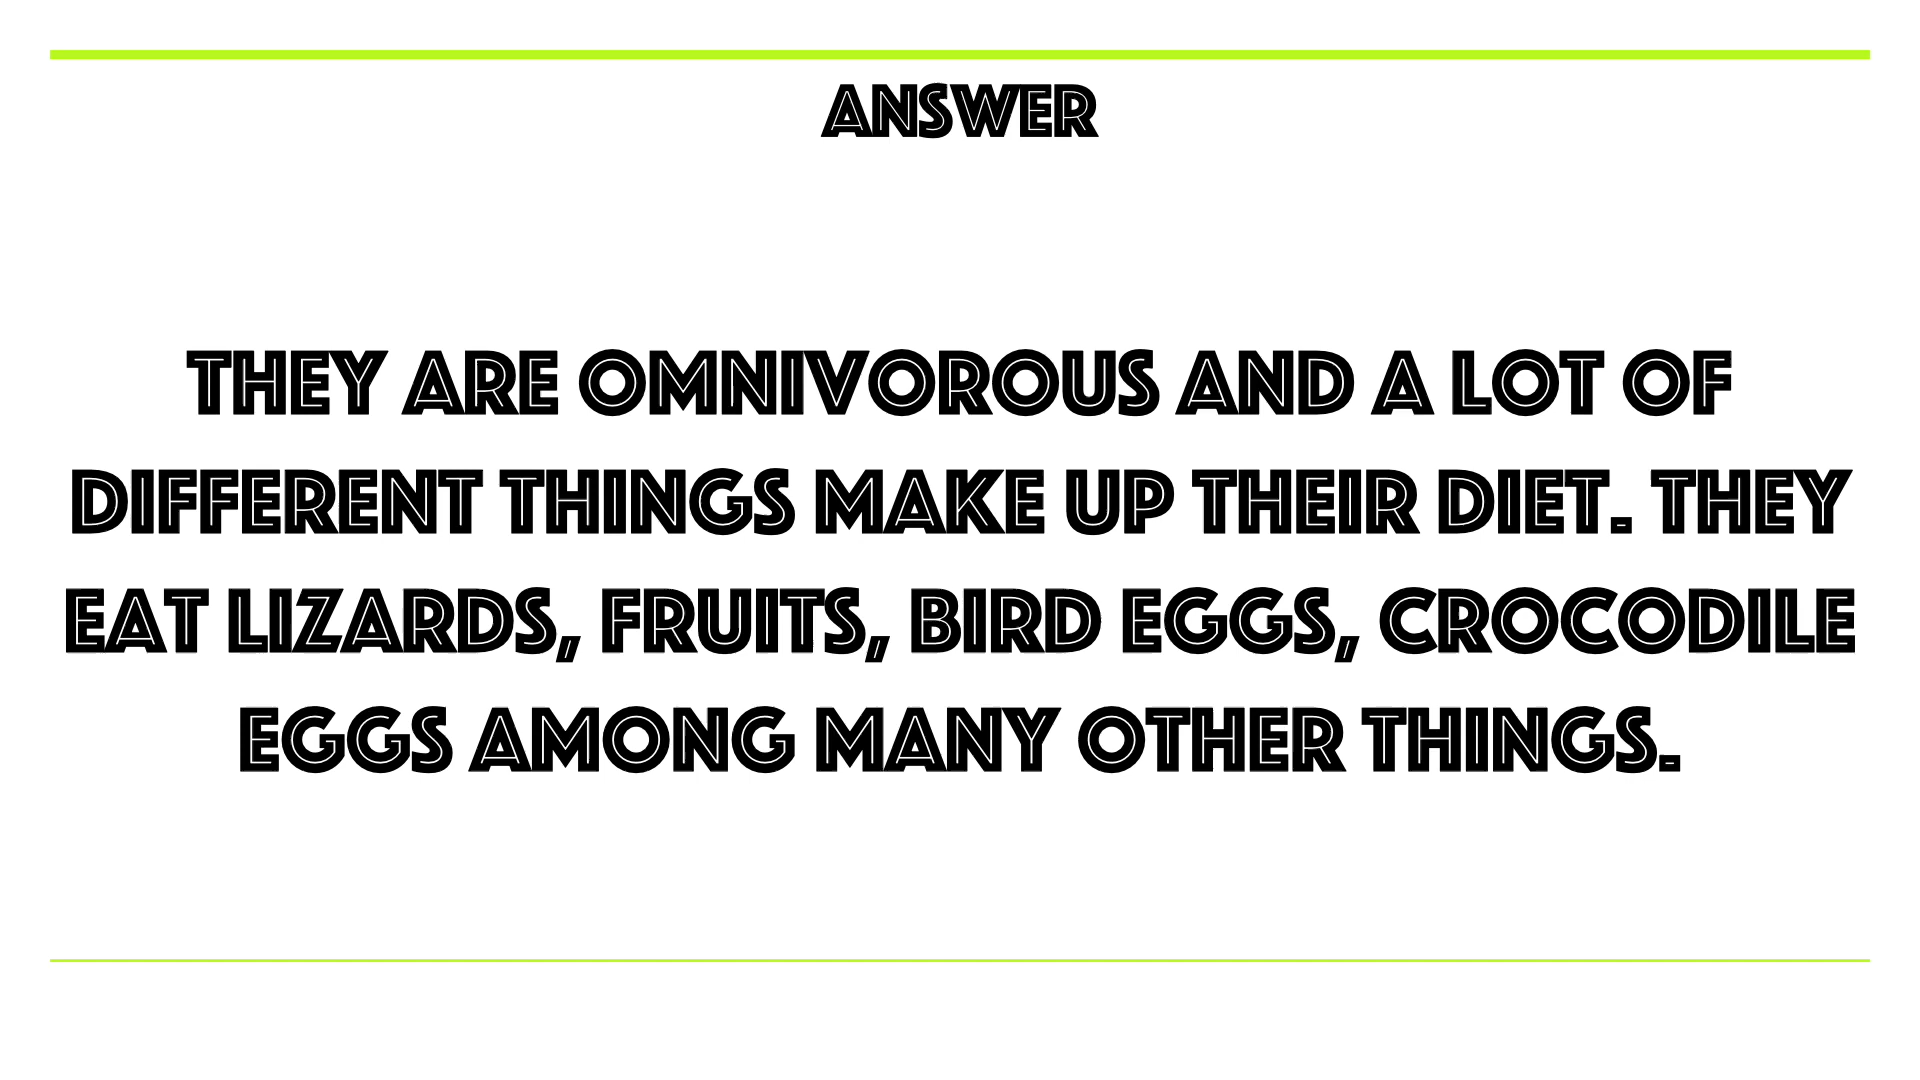 ANSWER
THEY ARE OMNIVOROUS AND A LOT OF
DIFFERENT THINGS MAKE UP THEIR DIET. THEY
EAT LIZARDS, FRUITS, BIRD EGGS, CROCODILE
EGGS AMONG MANY OTHER THINGS.